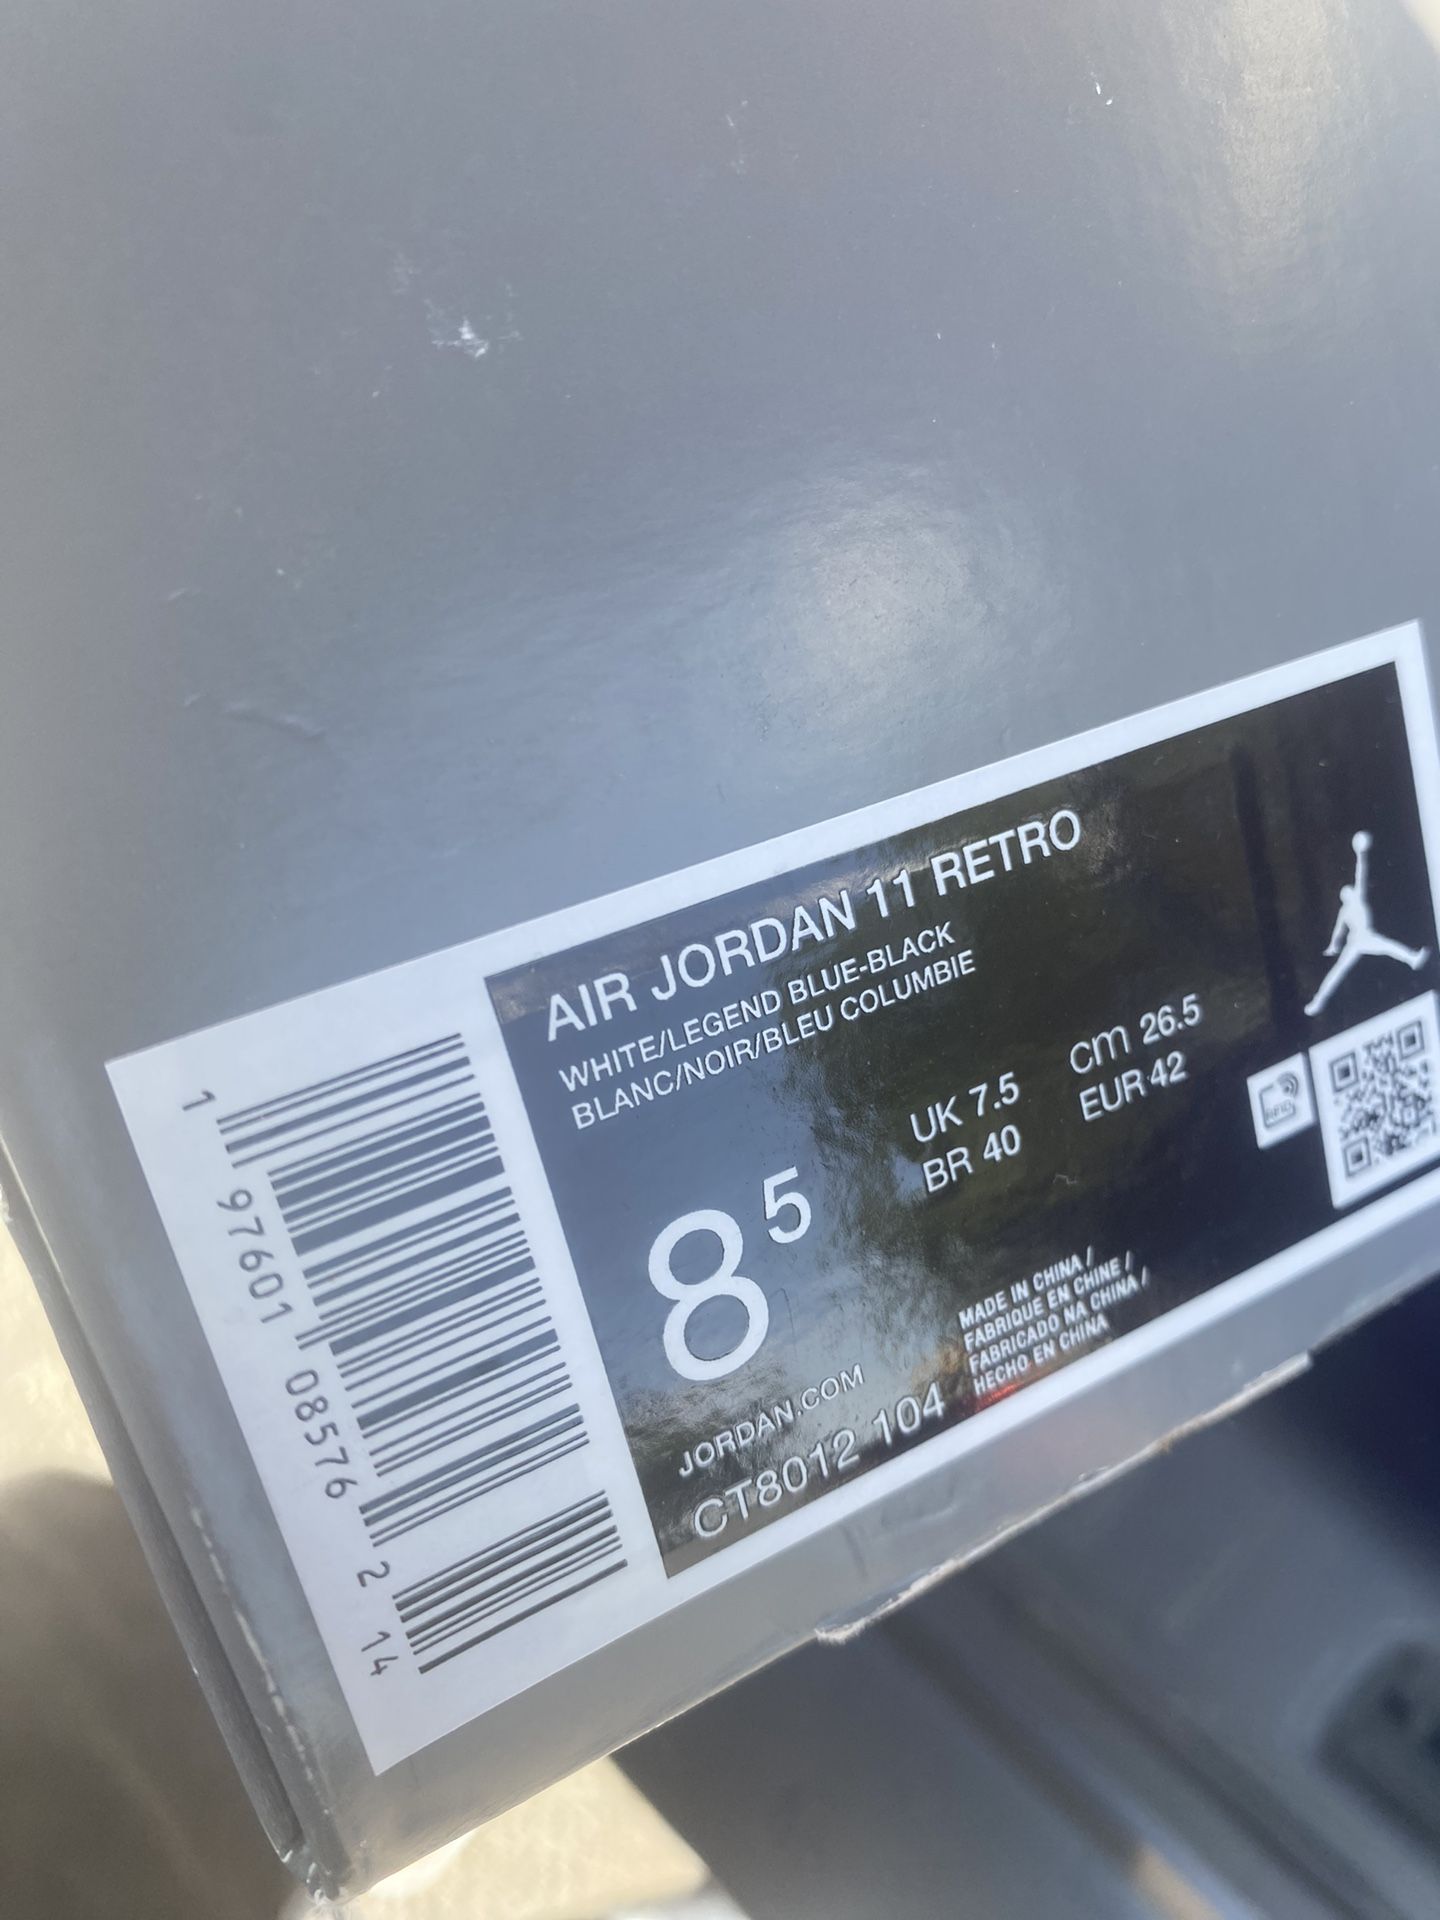 AIR JORDAN 11 RETRO
WHITE/LEGEND BLUE-BLACK
BLANC/NOIR/BLEU COLUMBIE
8 5
UK 7.5
cm 26.5
BR 40
EUR 42
RFID
MADE IN CHINA /
FABRIQUE EN CHINE /
FABRICADO NA CHINA /
HECHO EN CHINA
JORDAN.COM
CT8012 104
1 97601 08576 2 14